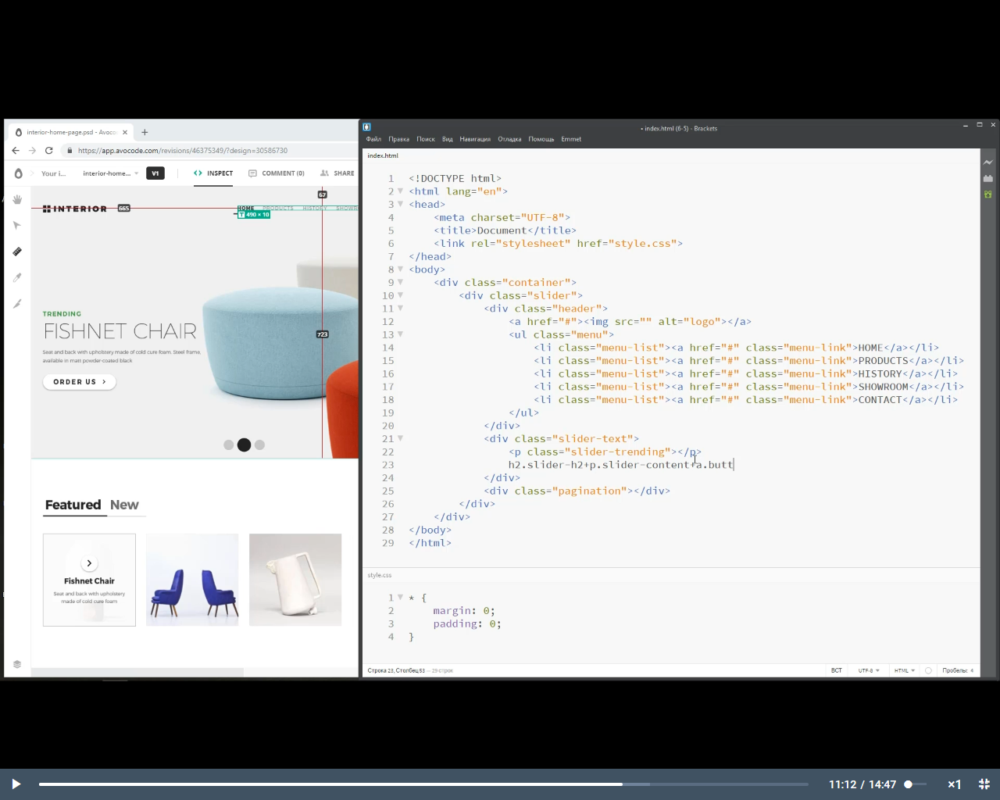 interior-home-page.psd - Avoco
https://app.avocode.com/revisions/46375349/?design=30586730
Your i...
interior-home...
V1
INSPECT
COMMENT (0)
SHARE
67
INTERIOR
665
HOME
PRODUCTS
HISTORY
SHOWR
T 490 × 10
TRENDING
FISHNET CHAIR
Seat and back with upholstery made of cold cure foam. Steel frame,
available in matt powder-coated black
ORDER US
723
Featured
New
Fishnet Chair
Seat and back with upholstery
made of cold cure foam
• index.html (6-5) - Brackets
Файл Правка Поиск Вид Навигация Отладка Помощь Emmet
index.html
1 <!DOCTYPE html>
2 <html lang="en">
3 <head>
4 <meta charset="UTF-8">
5 <title>Document</title>
6 <link rel="stylesheet" href="style.css">
7 </head>
8 <body>
9 <div class="container">
10 <div class="slider">
11 <div class="header">
12 <a href="#"><img src="" alt="logo"></a>
13 <ul class="menu">
14 <li class="menu-list"><a href="#" class="menu-link">HOME</a></li>
15 <li class="menu-list"><a href="#" class="menu-link">PRODUCTS</a></li>
16 <li class="menu-list"><a href="#" class="menu-link">HISTORY</a></li>
17 <li class="menu-list"><a href="#" class="menu-link">SHOWROOM</a></li>
18 <li class="menu-list"><a href="#" class="menu-link">CONTACT</a></li>
19 </ul>
20 </div>
21 <div class="slider-text">
22 <p class="slider-trending"></p>
23 h2.slider-h2+p.slider-content+a.butt
24 </div>
25 <div class="pagination"></div>
26 </div>
27 </div>
28 </body>
29 </html>
style.css
1 * {
2 margin: 0;
3 padding: 0;
4 }
Строка 23, Столбец 53 — 29 строк
ВСТ
UTF-8
HTML
Пробелы: 4
11:12 / 14:47
×1